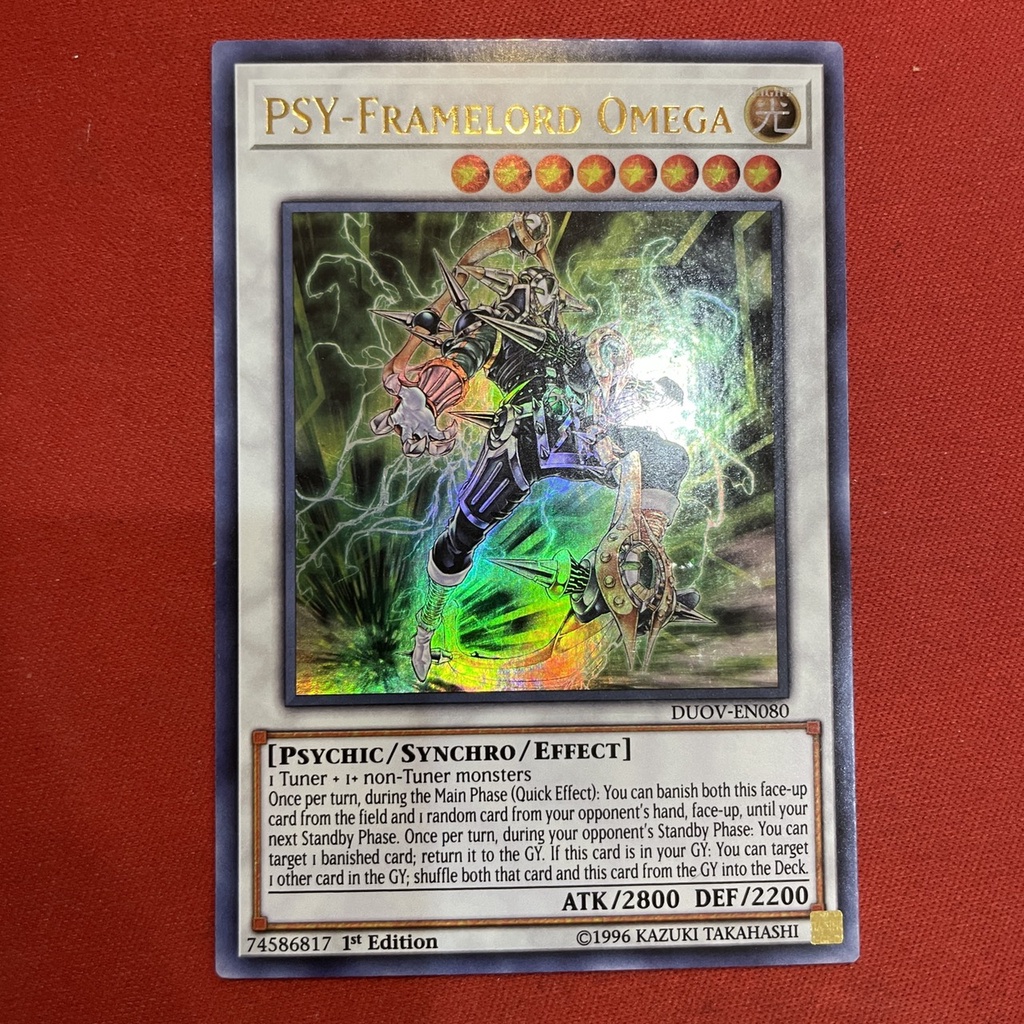 PSY-Framelord Omega
LIGHT
光
DUOV-EN080
[Psychic/Synchro/Effect]
1 Tuner + 1+ non-Tuner monsters
Once per turn, during the Main Phase (Quick Effect): You can banish both this face-up
card from the field and 1 random card from your opponent's hand, face-up, until your
next Standby Phase. Once per turn, during your opponent's Standby Phase: You can
target 1 banished card; return it to the GY. If this card is in your GY: You can target
1 other card in the GY; shuffle both that card and this card from the GY into the Deck.
ATK/2800 DEF/2200
74586817 1st Edition
©1996 KAZUKI TAKAHASHI